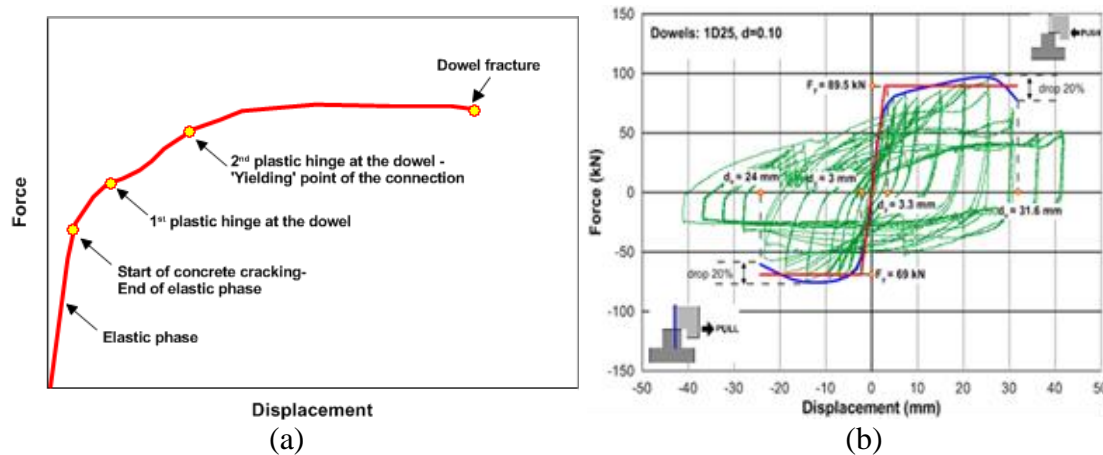 Dowel fracture
2nd plastic hinge at the dowel -
'Yielding' point of the connection
1st plastic hinge at the dowel
Start of concrete cracking-
End of elastic phase
Elastic phase
Force
Displacement
(a)
Dowels: 1D25, d=0.10
PUSH
Fy = 89.5 kN
drop 20%
du = 24 mm
dy = 3 mm
dy = 3.3 mm
du = 31.6 mm
drop 20%
Fy = 69 kN
PULL
150
100
50
0
-50
-100
-150
-50
-40
-30
-20
-10
0
10
20
30
40
50
Force (kN)
Displacement (mm)
(b)